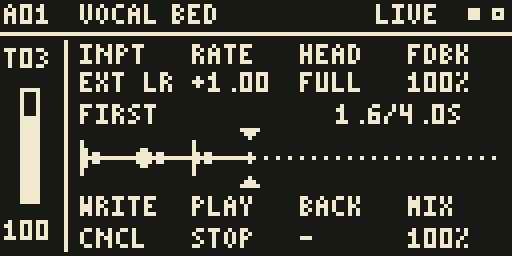 A01 VOCAL BED LIVE
T03 INPT RATE HEAD FDBK
EXT LR +1.00 FULL 100%
FIRST 1.6/4.0S
WRITE PLAY BACK MIX
100 CNCL STOP - 100%